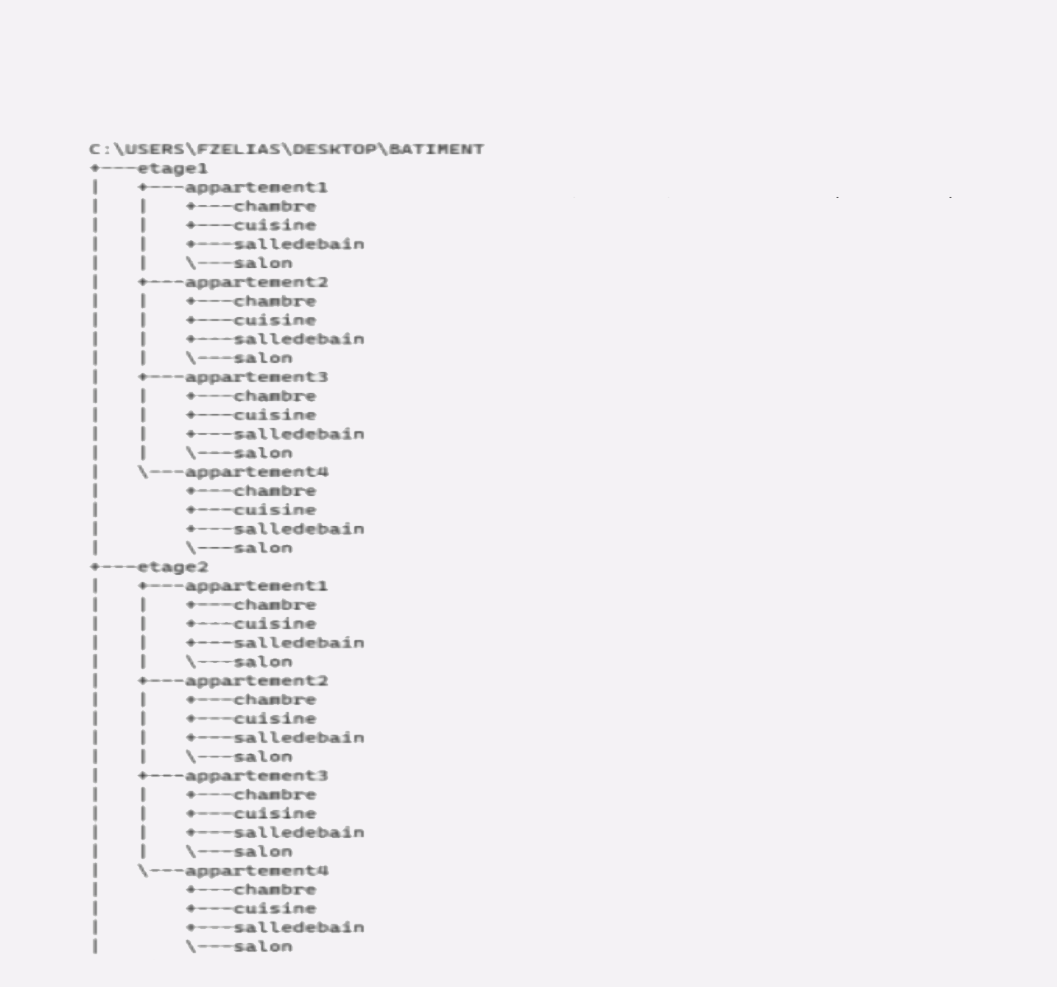 C:\USERS\FZELIAS\DESKTOP\BATIMENT
+---etage1
|   +---appartement1
|   |   +---chambre
|   |   +---cuisine
|   |   +---salledebain
|   |   \---salon
|   +---appartement2
|   |   +---chambre
|   |   +---cuisine
|   |   +---salledebain
|   |   \---salon
|   +---appartement3
|   |   +---chambre
|   |   +---cuisine
|   |   +---salledebain
|   |   \---salon
|   \---appartement4
|       +---chambre
|       +---cuisine
|       +---salledebain
|       \---salon
+---etage2
|   +---appartement1
|   |   +---chambre
|   |   +---cuisine
|   |   +---salledebain
|   |   \---salon
|   +---appartement2
|   |   +---chambre
|   |   +---cuisine
|   |   +---salledebain
|   |   \---salon
|   +---appartement3
|   |   +---chambre
|   |   +---cuisine
|   |   +---salledebain
|   |   \---salon
|   \---appartement4
|       +---chambre
|       +---cuisine
|       +---salledebain
|       \---salon